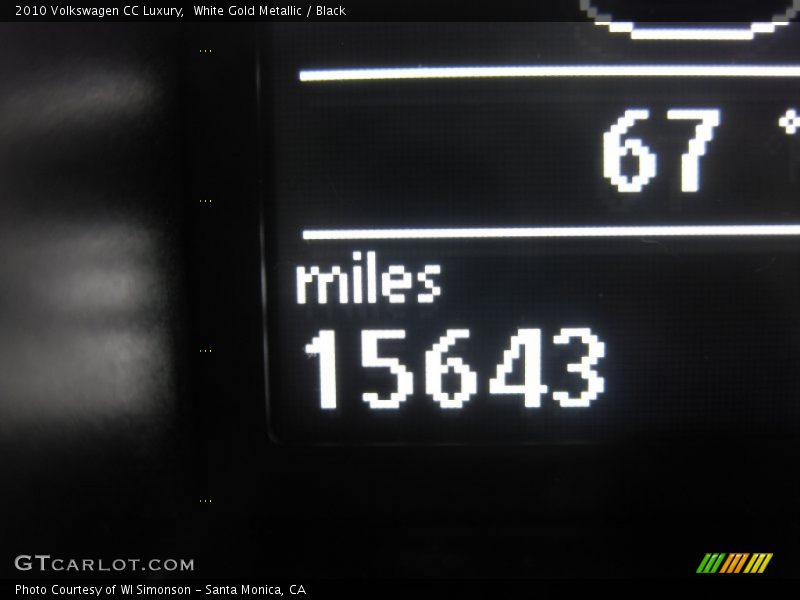 2010 Volkswagen CC Luxury,  White Gold Metallic / Black
67 °
miles
15643
GTCARLOT.COM
Photo Courtesy of WI Simonson - Santa Monica, CA